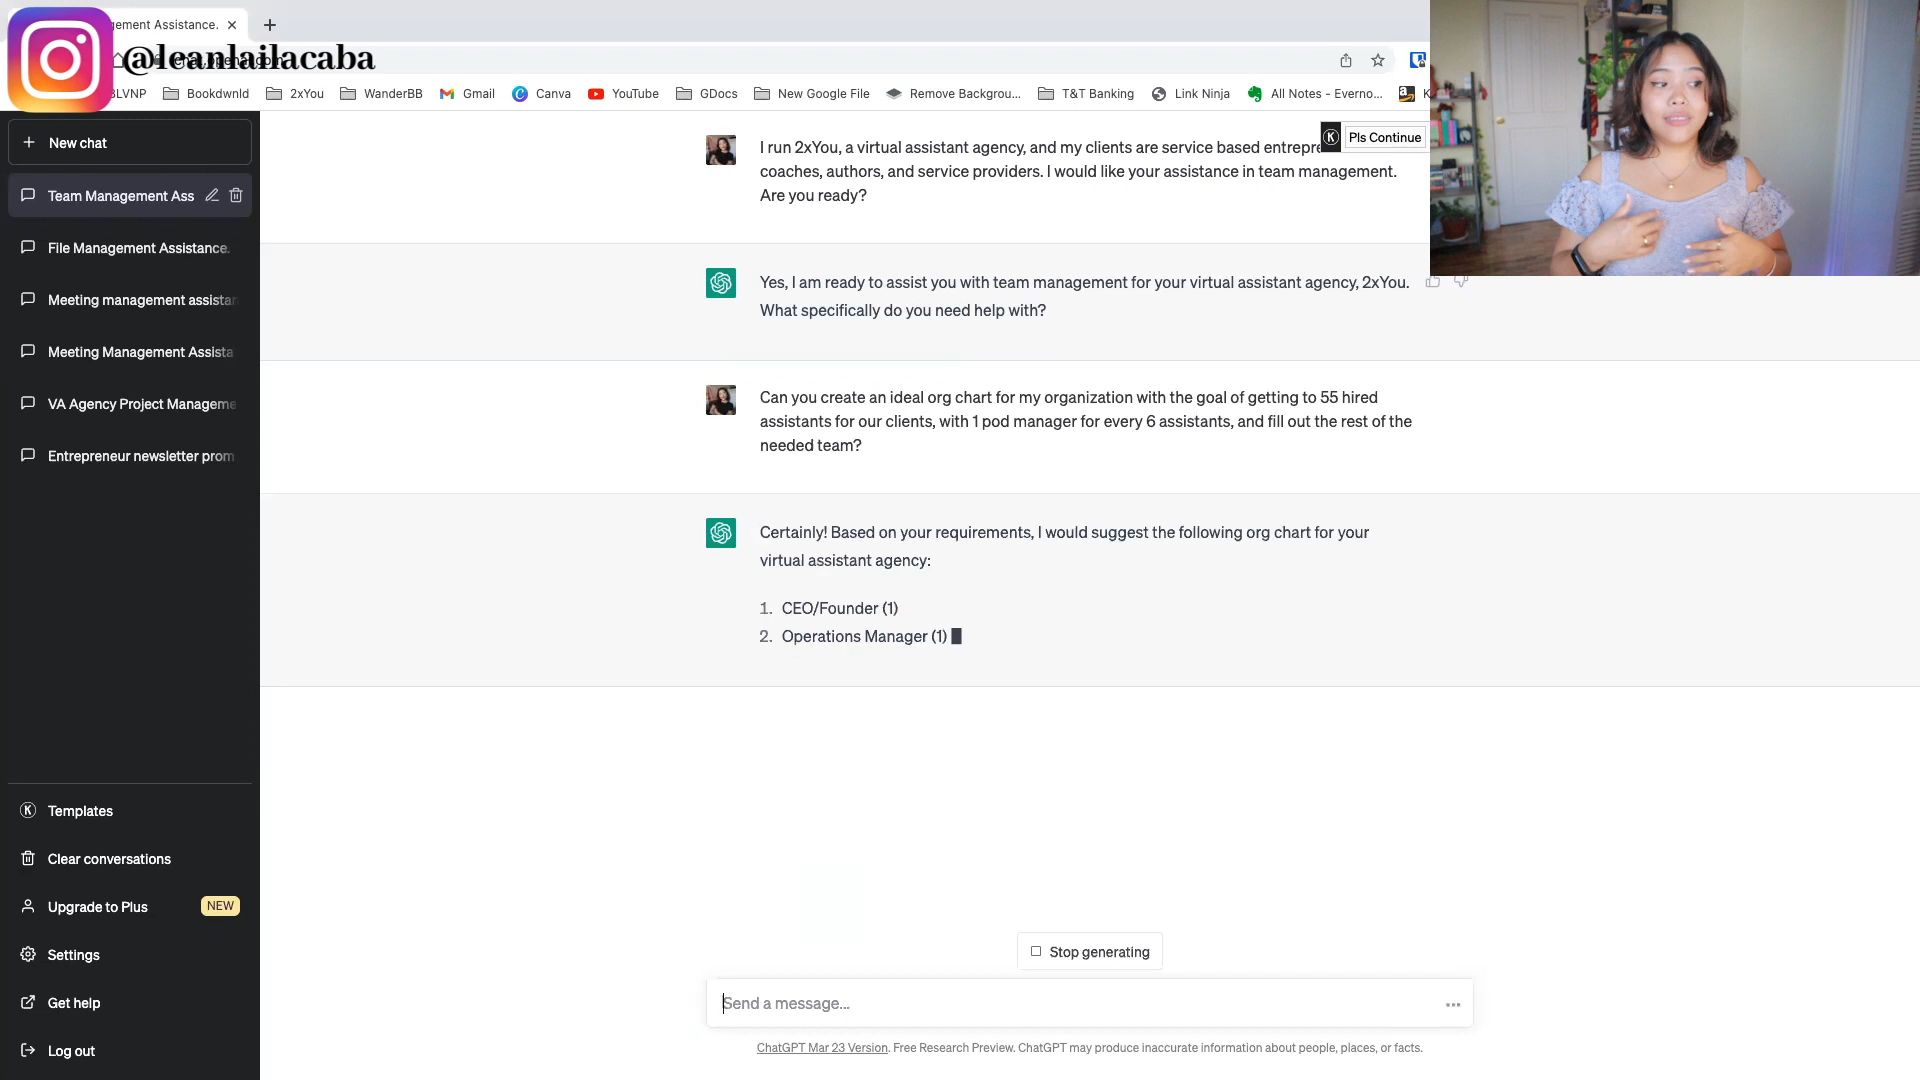 ement Assistance.
@leanlailacaba
BLVNP
Bookdwnld
2xYou
WanderBB
Gmail
Canva
YouTube
GDocs
New Google File
Remove Backgrou...
T&T Banking
Link Ninja
All Notes - Everno...
K
New chat
Team Management Ass
File Management Assistance.
Meeting management assistan
Meeting Management Assista
VA Agency Project Manageme
Entrepreneur newsletter prom
Templates
Clear conversations
Upgrade to Plus
NEW
Settings
Get help
Log out
Pls Continue
I run 2xYou, a virtual assistant agency, and my clients are service based entrepre
coaches, authors, and service providers. I would like your assistance in team management.
Are you ready?
Yes, I am ready to assist you with team management for your virtual assistant agency, 2xYou.
What specifically do you need help with?
Can you create an ideal org chart for my organization with the goal of getting to 55 hired
assistants for our clients, with 1 pod manager for every 6 assistants, and fill out the rest of the
needed team?
Certainly! Based on your requirements, I would suggest the following org chart for your
virtual assistant agency:
1. CEO/Founder (1)
2. Operations Manager (1)
Stop generating
Send a message...
ChatGPT Mar 23 Version. Free Research Preview. ChatGPT may produce inaccurate information about people, places, or facts.